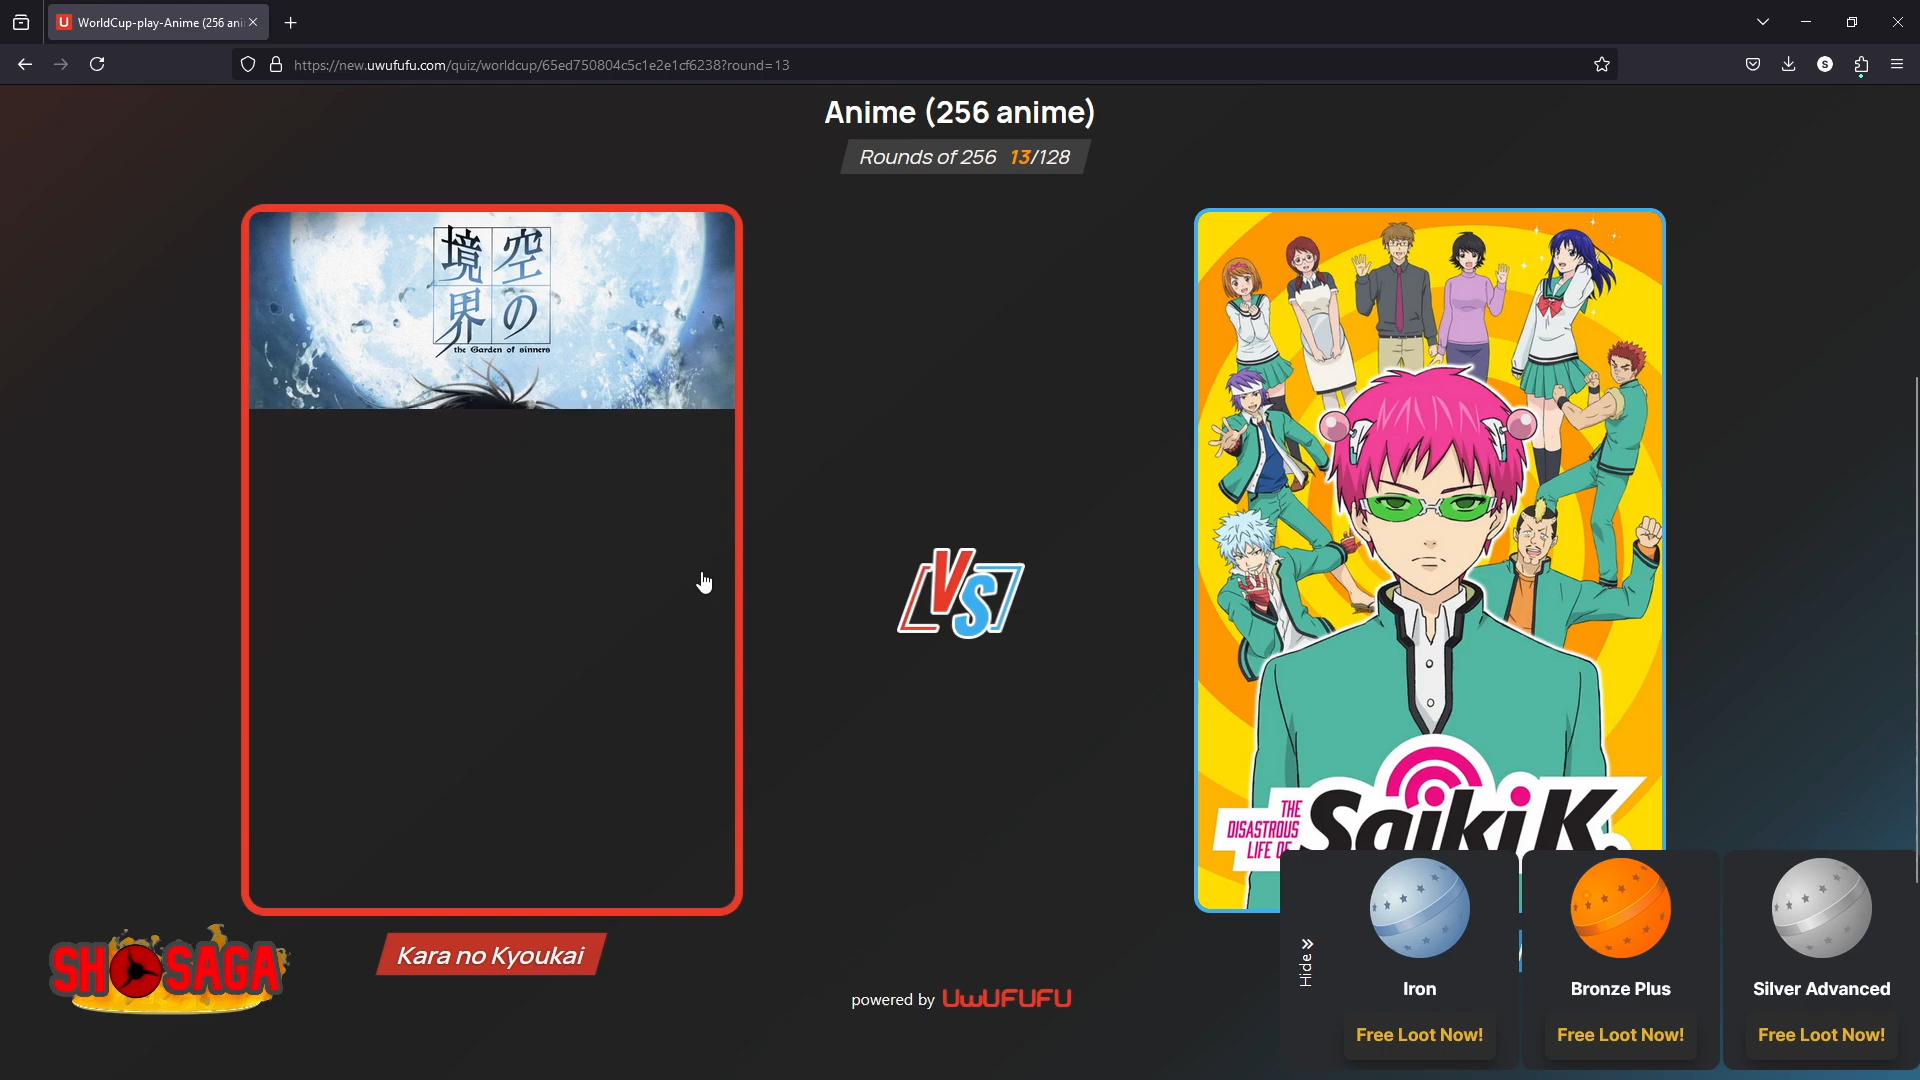 WorldCup-play-Anime (256 ani
https://new.uwufufu.com/quiz/worldcup/65ed750804c5c1e2e1cf6238?round=13
S
Anime (256 anime)
Rounds of 256 13/128
空の
境界
the Garden of sinners
VS
THE
DISASTROUS
LIFE OF
Saiki K.
SHOSAGA
Kara no Kyoukai
powered by UwUFUFU
Hide
Iron
Free Loot Now!
Bronze Plus
Free Loot Now!
Silver Advanced
Free Loot Now!